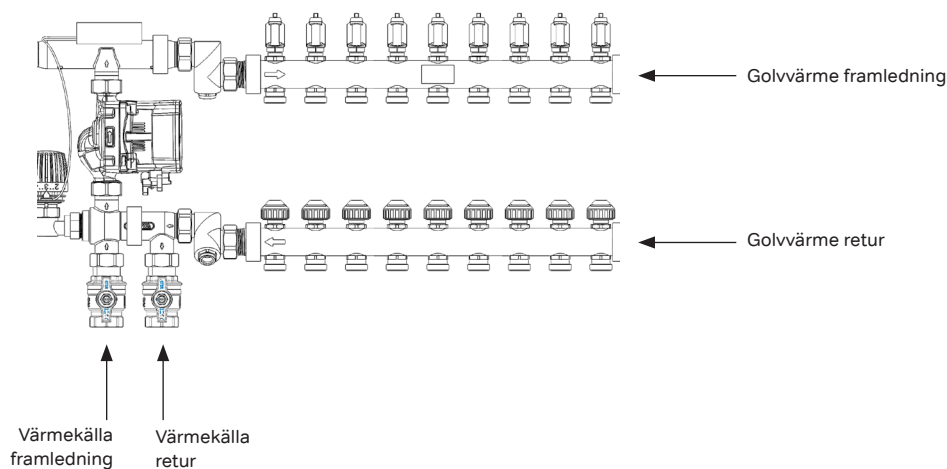 Golvvärme framledning
Golvvärme retur
Värmekälla
framledning
Värmekälla
retur